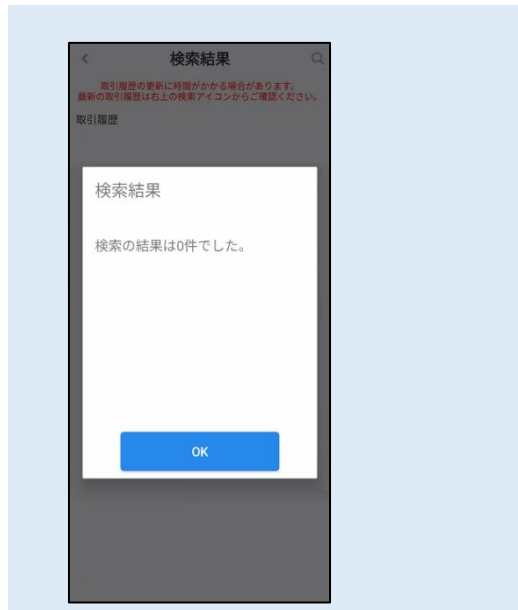 検索結果
取引履歴の更新に時間がかかる場合があります。
最新の取引履歴は右上の検索アイコンからご確認ください。
取引履歴
検索結果
検索の結果は0件でした。
OK